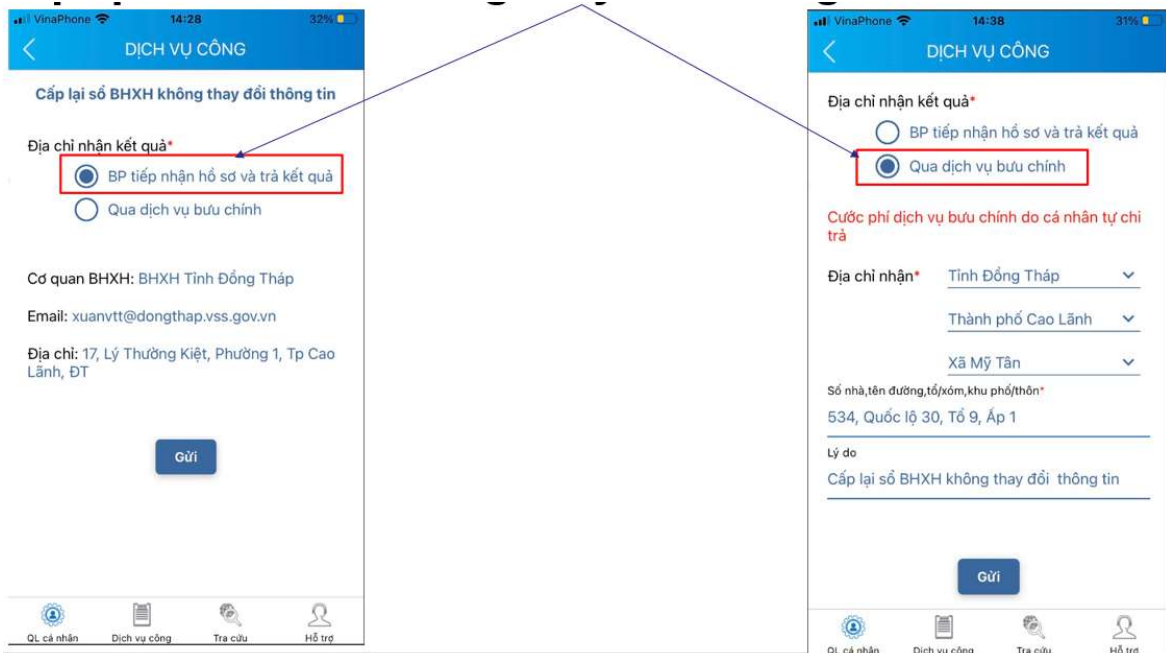 VinaPhone 14:28 32%
DỊCH VỤ CÔNG
Cấp lại sổ BHXH không thay đổi thông tin
Địa chỉ nhận kết quả*
BP tiếp nhận hồ sơ và trả kết quả
Qua dịch vụ bưu chính
Cơ quan BHXH: BHXH Tỉnh Đồng Tháp
Email: xuanvtt@dongthap.vss.gov.vn
Địa chỉ: 17, Lý Thường Kiệt, Phường 1, Tp Cao
Lãnh, ĐT
Gửi
QL cá nhân Dịch vụ công Tra cứu Hỗ trợ
VinaPhone 14:38 31%
DỊCH VỤ CÔNG
Địa chỉ nhận kết quả*
BP tiếp nhận hồ sơ và trả kết quả
Qua dịch vụ bưu chính
Cước phí dịch vụ bưu chính do cá nhân tự chi
trả
Địa chỉ nhận* Tỉnh Đồng Tháp
Thành phố Cao Lãnh
Xã Mỹ Tân
Số nhà,tên đường,tổ/xóm,khu phố/thôn*
534, Quốc lộ 30, Tổ 9, Ấp 1
Lý do
Cấp lại sổ BHXH không thay đổi thông tin
Gửi
QL cá nhân Dịch vụ công Tra cứu Hỗ trợ